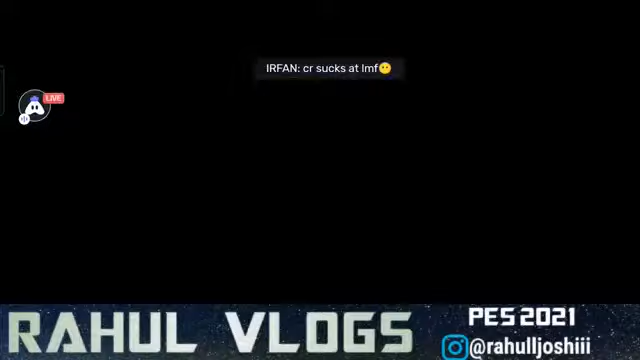 IRFAN: cr sucks at lmf😶
LIVE
RAHUL VLOGS
PES 2021
@rahulljoshiii